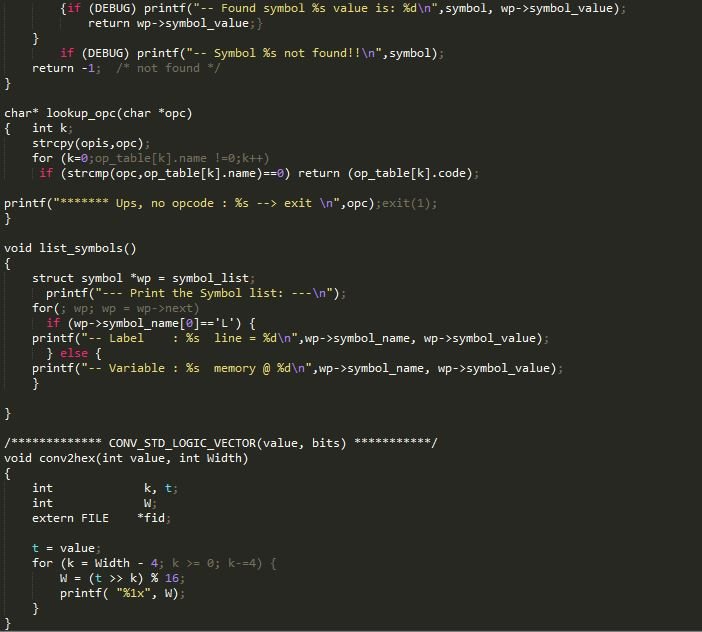 {if (DEBUG) printf("-- Found symbol %s value is: %d\n",symbol, wp->symbol_value);
return wp->symbol_value;}
}
if (DEBUG) printf("-- Symbol %s not found!!\n",symbol);
return -1;  /* not found */
}

char* lookup_opc(char *opc)
{   int k;
    strcpy(opis,opc);
    for (k=0;op_table[k].name !=0;k++)
     if (strcmp(opc,op_table[k].name)==0) return (op_table[k].code);

printf("******* Ups, no opcode : %s --> exit \n",opc);exit(1);
}

void list_symbols()
{
    struct symbol *wp = symbol_list;
      printf("--- Print the Symbol list: ---\n");
    for(; wp; wp = wp->next)
      if (wp->symbol_name[0]=='L') {
    printf("-- Label    : %s  line = %d\n",wp->symbol_name, wp->symbol_value);
      } else {
    printf("-- Variable : %s  memory @ %d\n",wp->symbol_name, wp->symbol_value);
    }

}

/************* CONV_STD_LOGIC_VECTOR(value, bits) ***********/
void conv2hex(int value, int Width)
{
    int             k, t;
    int             W;
    extern FILE    *fid;

    t = value;
    for (k = Width - 4; k >= 0; k-=4) {
        W = (t >> k) % 16;
        printf( "%1x", W);
    }
}